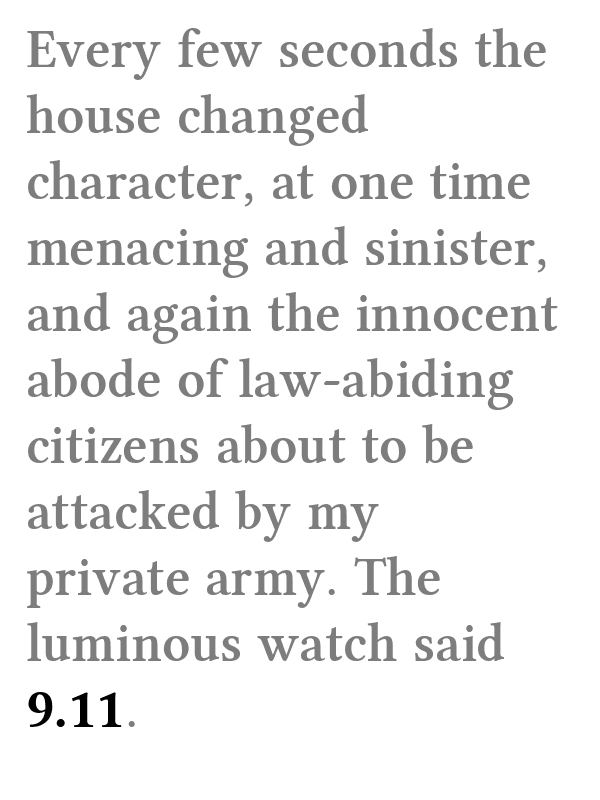 Every few seconds the
house changed
character, at one time
menacing and sinister,
and again the innocent
abode of law-abiding
citizens about to be
attacked by my
private army. The
luminous watch said
9.11.